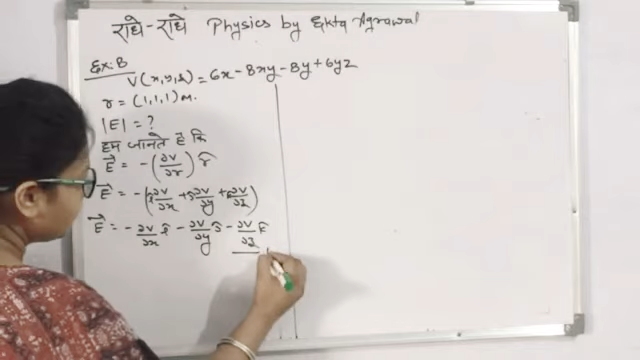 राधे-राधे Physics by Ekta Agrawal
Ex:8
V(x,y,z) = 6x - 8xy - 8y + 6yz
r = (1,1,1) m.
|E| = ?
हम जानते है कि
E⃗ = -(∂V/∂r) r̂
E⃗ = -(î ∂V/∂x + ĵ ∂V/∂y + k̂ ∂V/∂z)
E⃗ = - ∂V/∂x î - ∂V/∂y ĵ - ∂V/∂z k̂